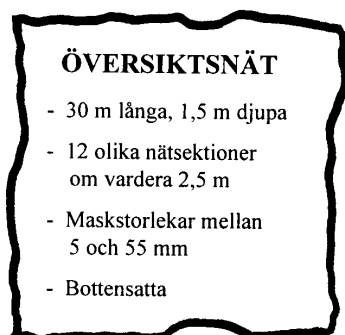 ÖVERSIKTSNÄT
- 30 m långa, 1,5 m djupa
- 12 olika nätsektioner
om vardera 2,5 m
- Maskstorlekar mellan
5 och 55 mm
- Bottensatta